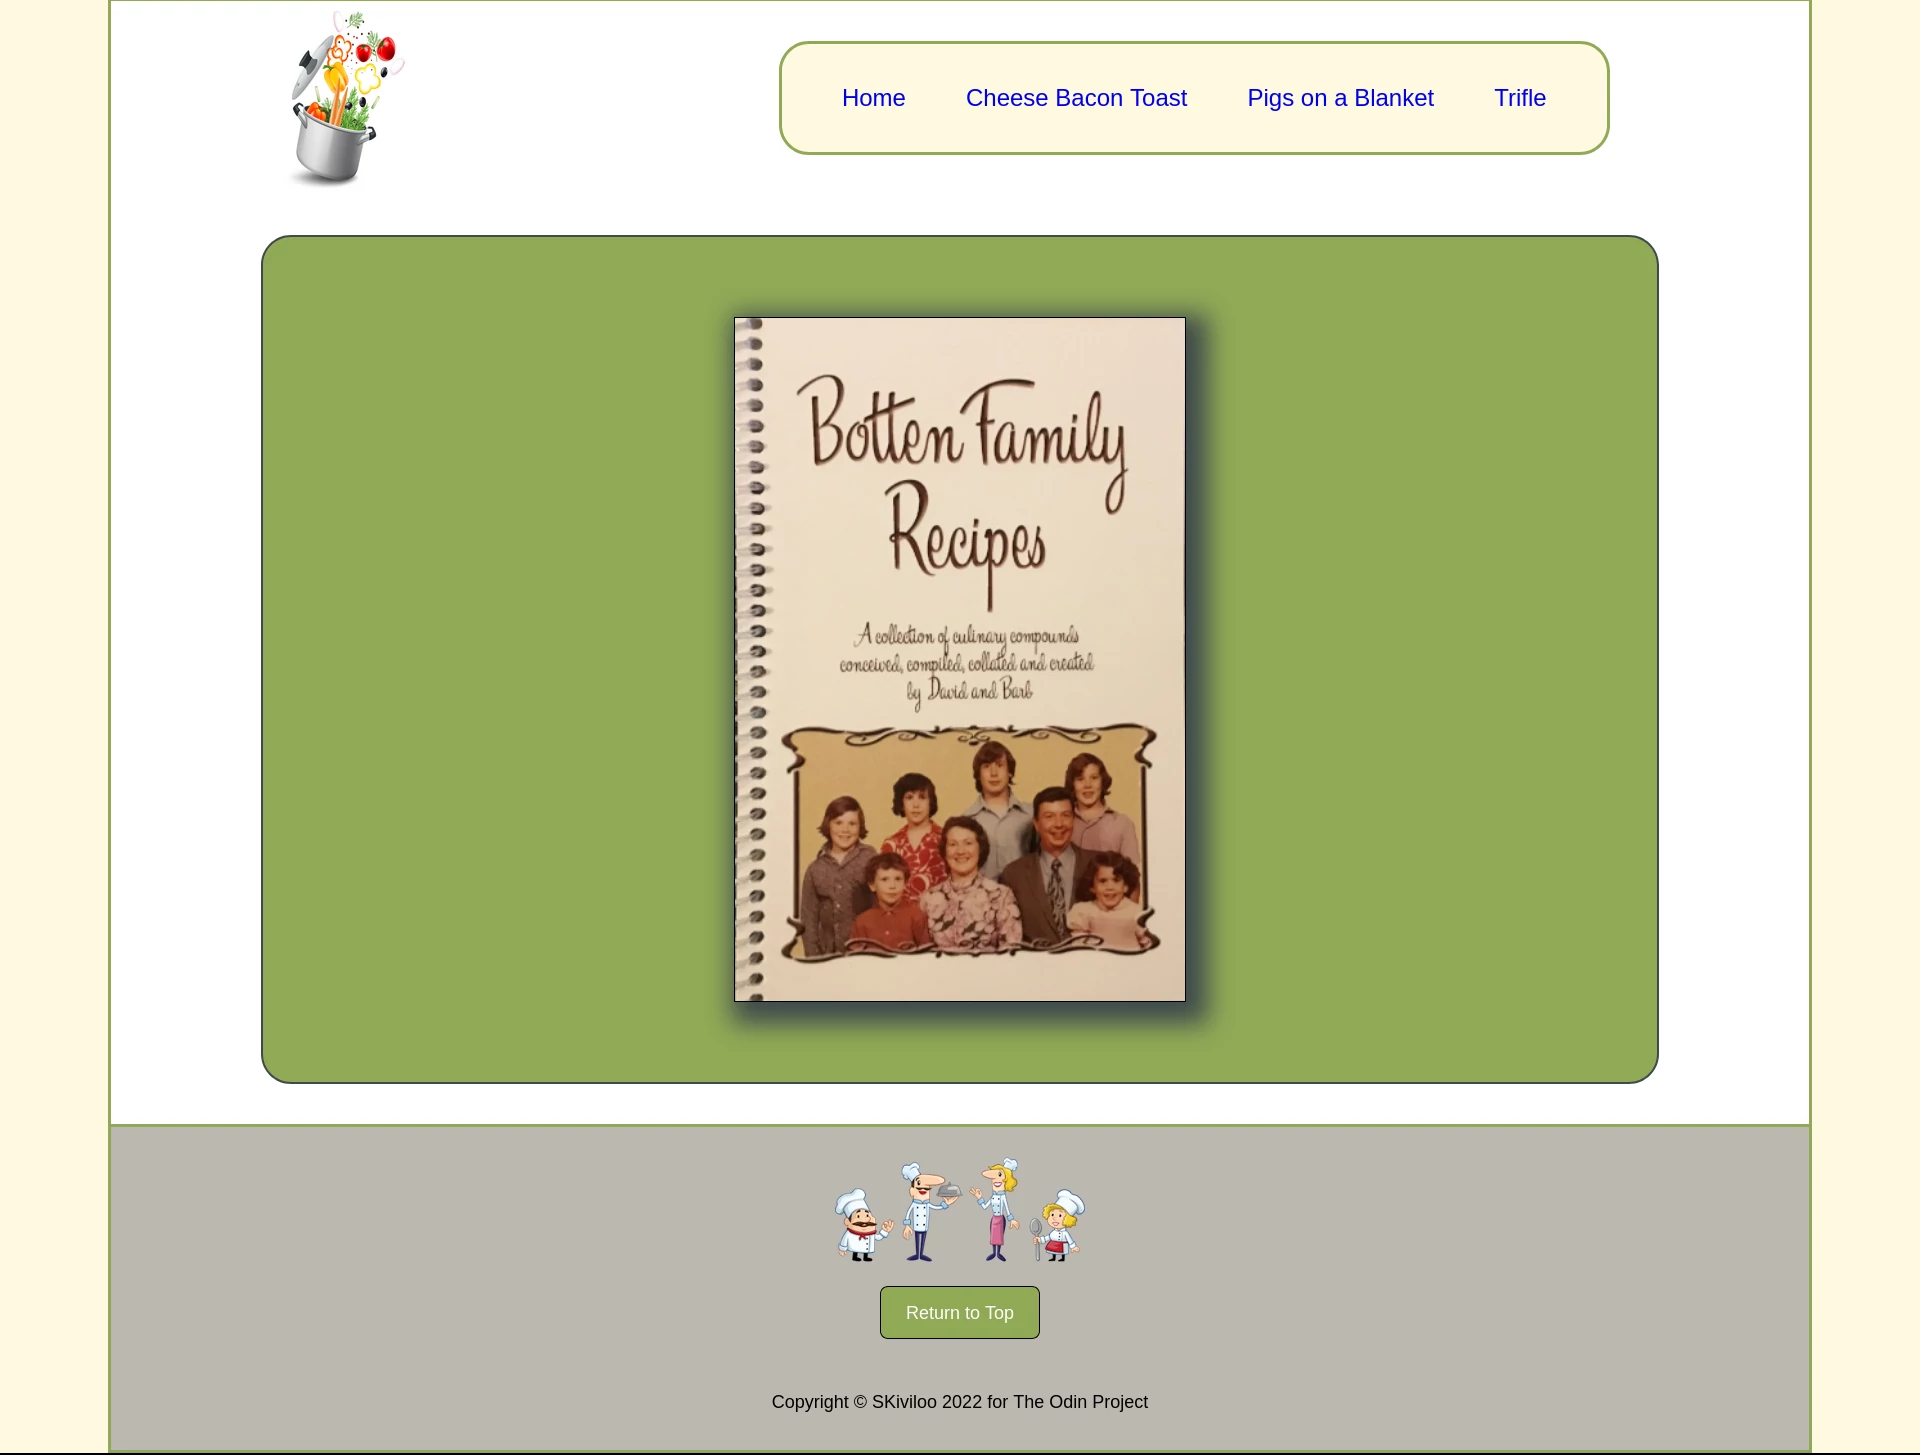 Home Cheese Bacon Toast Pigs on a Blanket Trifle
Botten Family
Recipes
A collection of culinary compounds
conceived, compiled, collated and created
by David and Barb
Return to Top
Copyright © SKiviloo 2022 for The Odin Project